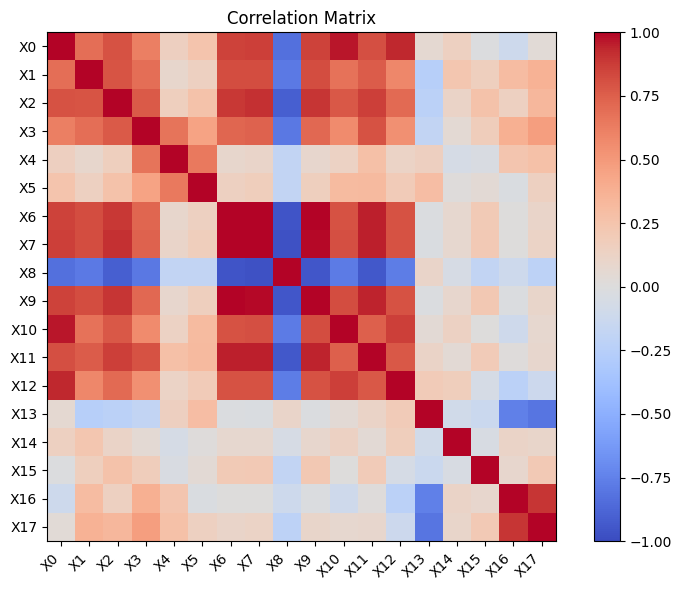 Correlation Matrix
X0
X1
X2
X3
X4
X5
X6
X7
X8
X9
X10
X11
X12
X13
X14
X15
X16
X17
X0 X1 X2 X3 X4 X5 X6 X7 X8 X9 X10 X11 X12 X13 X14 X15 X16 X17
1.00
0.75
0.50
0.25
0.00
−0.25
−0.50
−0.75
−1.00